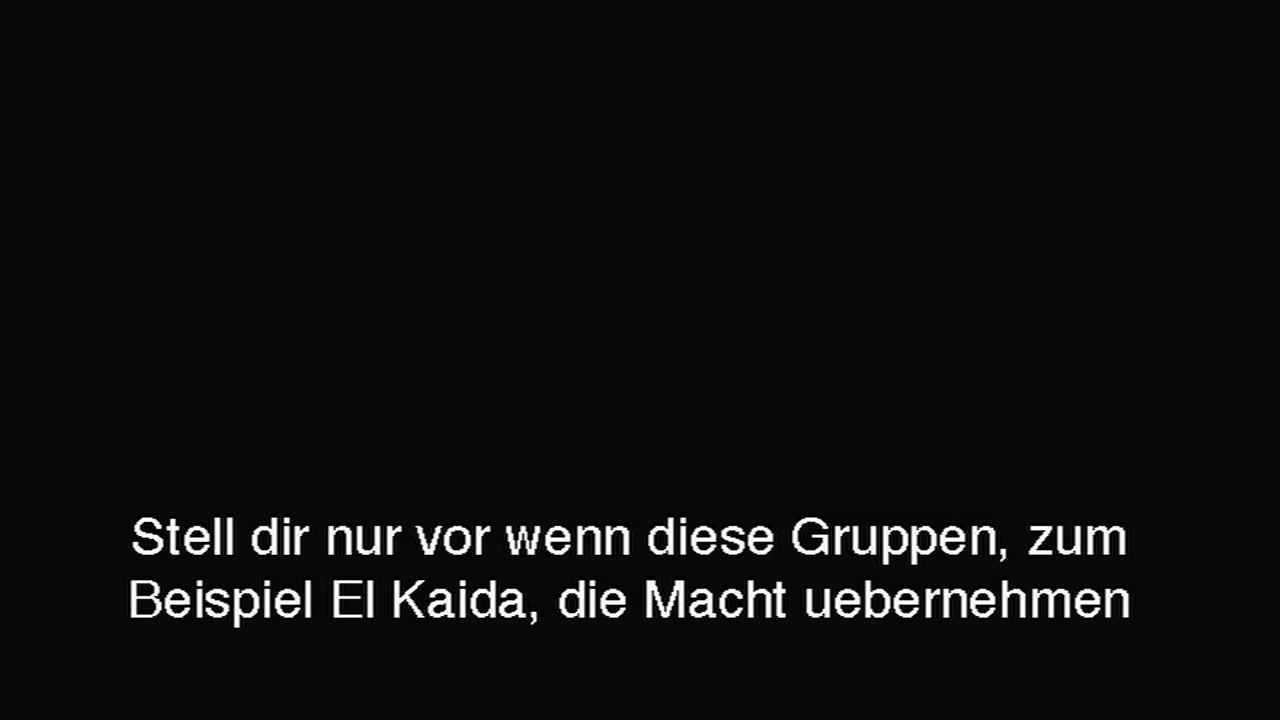 Stell dir nur vor wenn diese Gruppen, zum
Beispiel El Kaida, die Macht uebernehmen